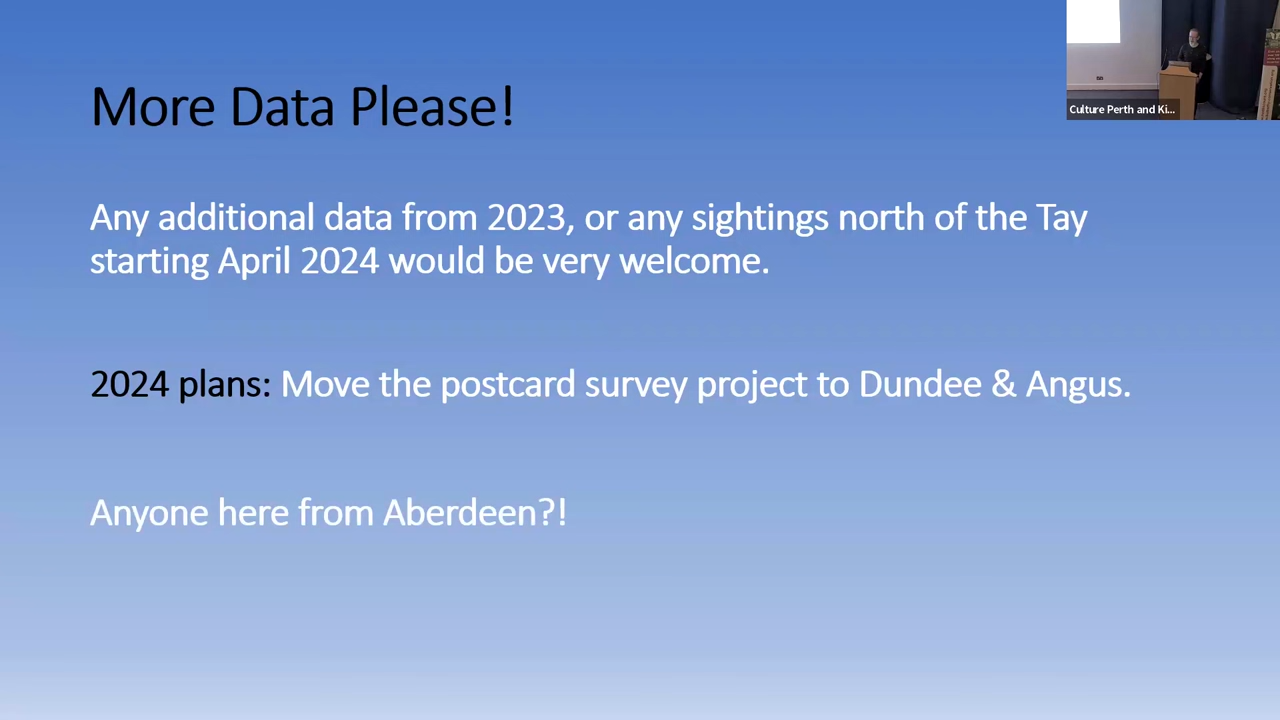 More Data Please!
Culture Perth and Ki...
Any additional data from 2023, or any sightings north of the Tay
starting April 2024 would be very welcome.
2024 plans: Move the postcard survey project to Dundee & Angus.
Anyone here from Aberdeen?!